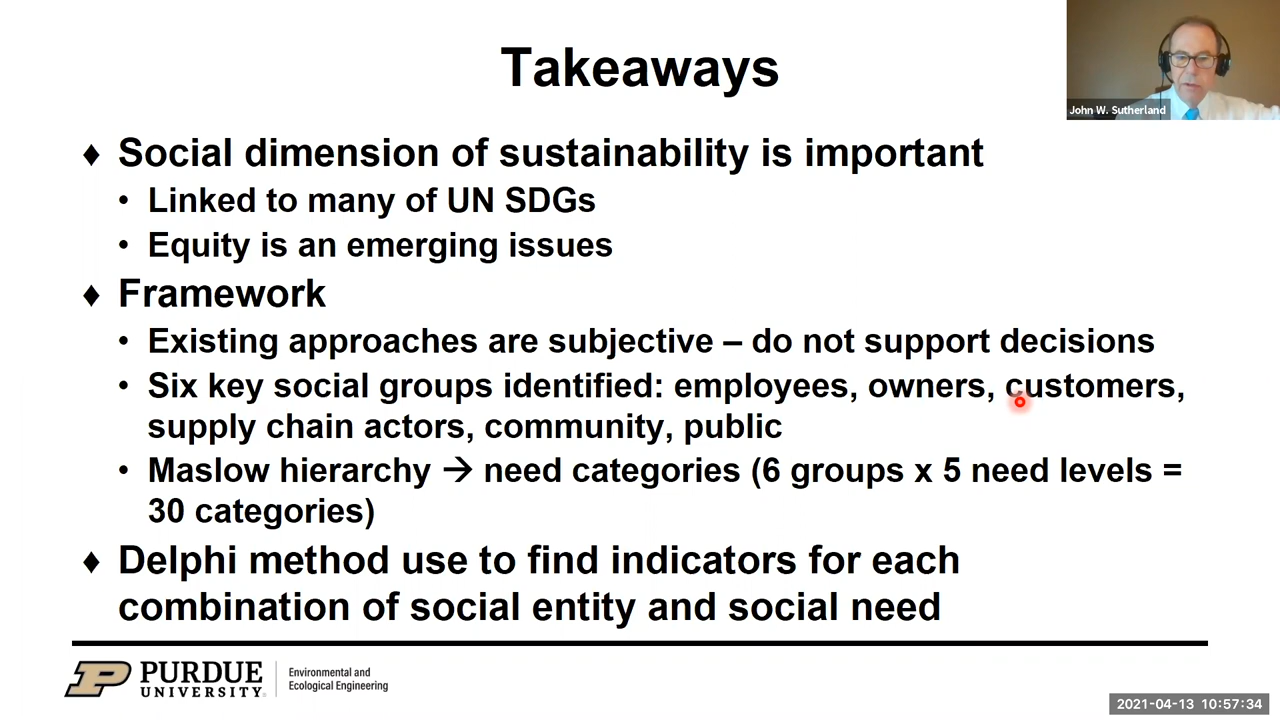 Takeaways
John W. Sutherland
♦ Social dimension of sustainability is important
• Linked to many of UN SDGs
• Equity is an emerging issues
♦ Framework
• Existing approaches are subjective – do not support decisions
• Six key social groups identified: employees, owners, customers,
supply chain actors, community, public
• Maslow hierarchy → need categories (6 groups x 5 need levels =
30 categories)
♦ Delphi method use to find indicators for each
combination of social entity and social need
P PURDUE
UNIVERSITY®
Environmental and
Ecological Engineering
2021-04-13 10:57:34